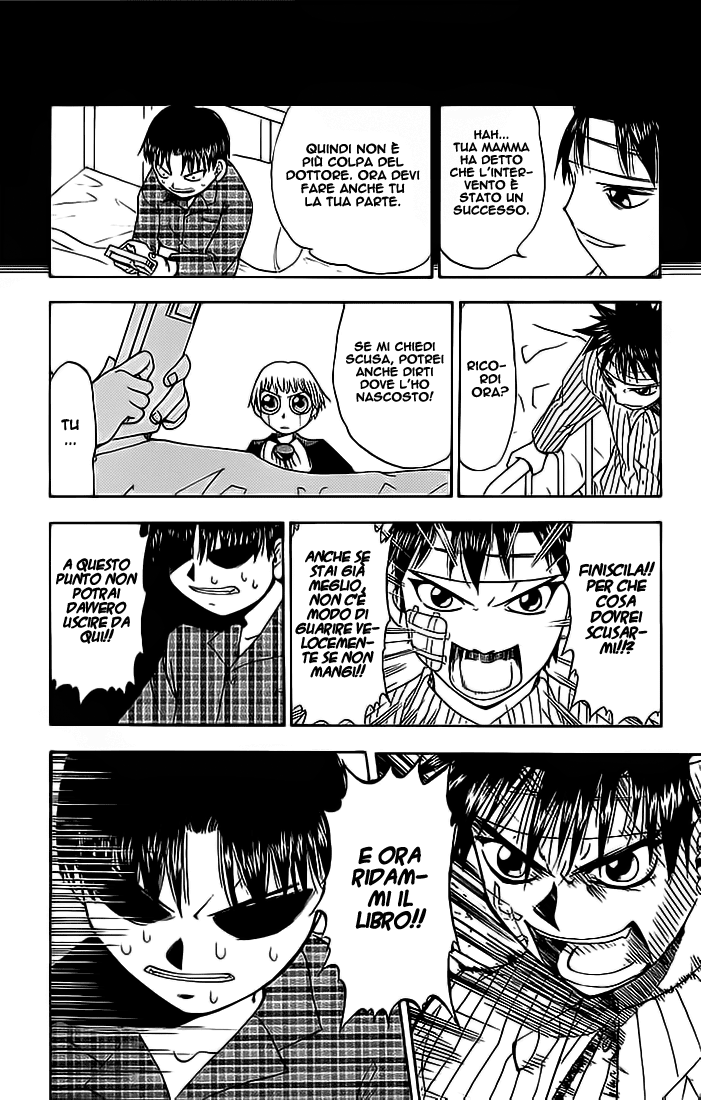 HAH...
TUA MAMMA
HA DETTO
CHE L'INTER-
VENTO È
STATO UN
SUCCESSO.
QUINDI NON È
PIÙ COLPA DEL
DOTTORE. ORA DEVI
FARE ANCHE TU
LA TUA PARTE.
RICO-
RDI
ORA?
SE MI CHIEDI
SCUSA, POTREI
ANCHE DIRTI
DOVE L'HO
NASCOSTO!
TU
...
FINISCILA!!
PER CHE
COSA
DOVREI
SCUSAR-
MI!!?
ANCHE SE
STAI GIÀ
MEGLIO,
NON C'È
MODO DI
GUARIRE VE-
LOCEMEN-
TE SE NON
MANGI!!
A QUESTO
PUNTO NON
POTRAI
DAVVERO
USCIRE DA
QUI!!
E ORA
RIDAM-
MI IL
LIBRO!!